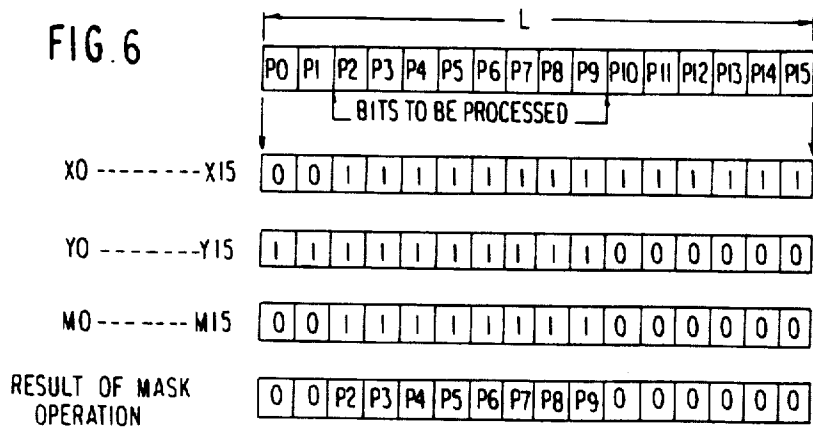 FIG. 6
L
P0 P1 P2 P3 P4 P5 P6 P7 P8 P9 P10 P11 P12 P13 P14 P15
BITS TO BE PROCESSED
X0 -------- X15 0 0 1 1 1 1 1 1 1 1 1 1 1 1 1 1
Y0 ------- Y15 1 1 1 1 1 1 1 1 1 1 0 0 0 0 0 0
M0 ------- M15 0 0 1 1 1 1 1 1 1 1 0 0 0 0 0 0
RESULT OF MASK
OPERATION 0 0 P2 P3 P4 P5 P6 P7 P8 P9 0 0 0 0 0 0